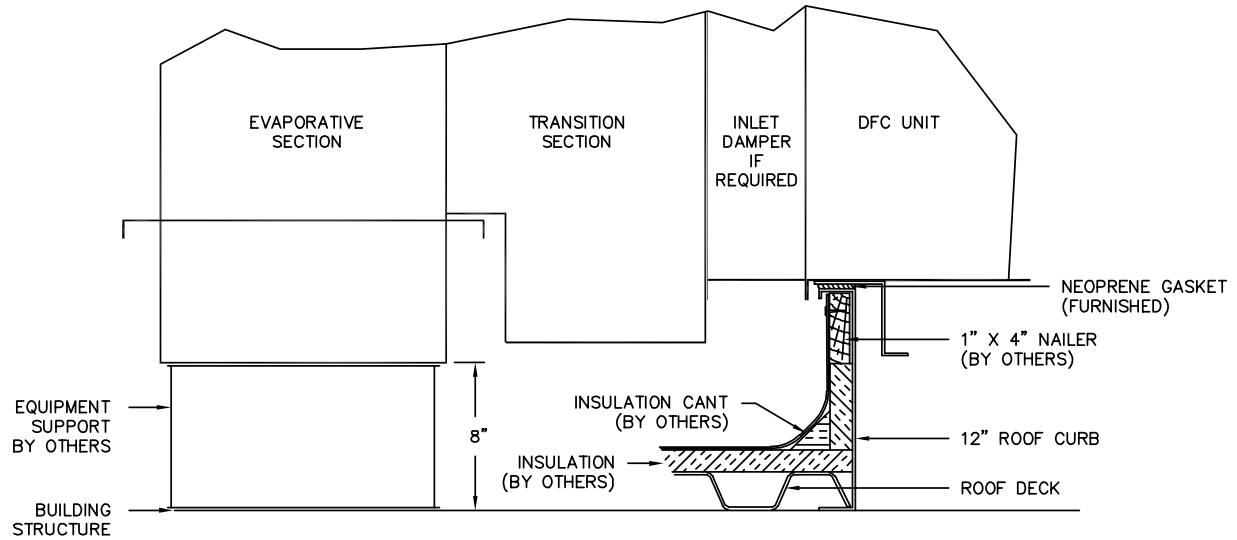 EVAPORATIVE
SECTION
TRANSITION
SECTION
INLET
DAMPER
IF
REQUIRED
DFC UNIT
NEOPRENE GASKET
(FURNISHED)
1" X 4" NAILER
(BY OTHERS)
EQUIPMENT
SUPPORT
BY OTHERS
8"
INSULATION CANT
(BY OTHERS)
12" ROOF CURB
INSULATION
(BY OTHERS)
ROOF DECK
BUILDING
STRUCTURE